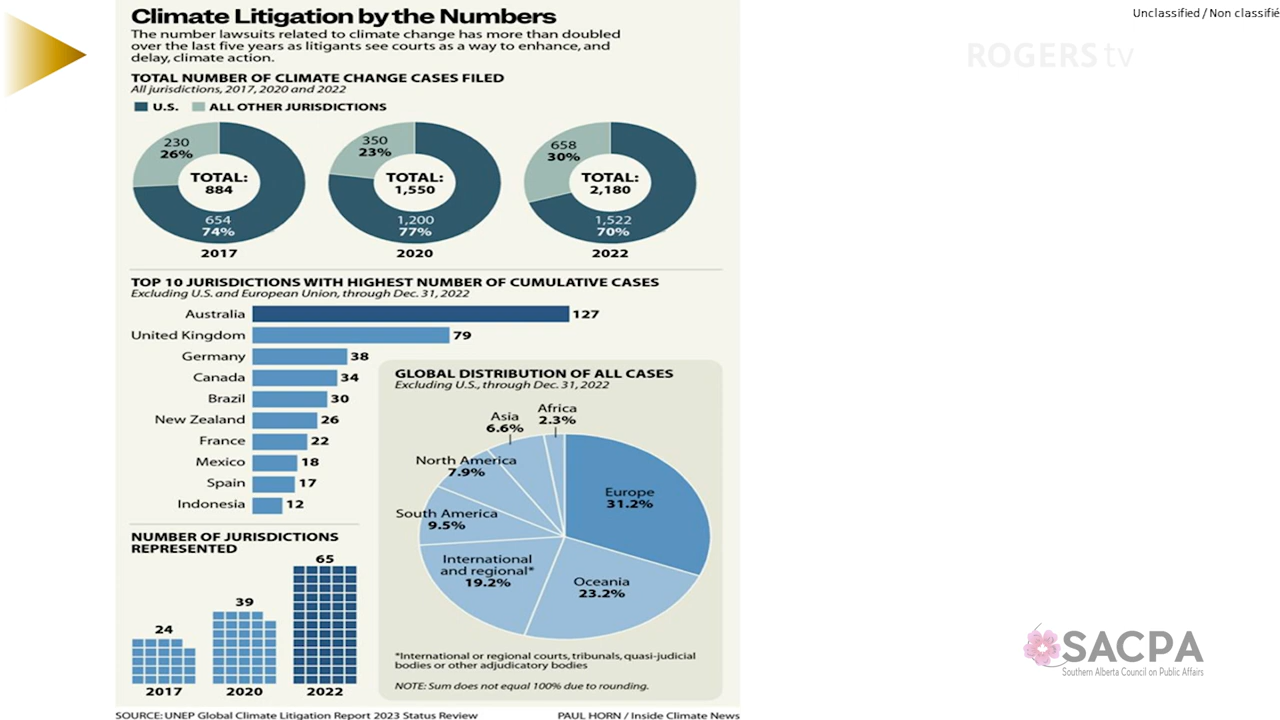 Unclassified / Non classifié
ROGERS tv
Climate Litigation by the Numbers
The number lawsuits related to climate change has more than doubled
over the last five years as litigants see courts as a way to enhance, and
delay, climate action.
TOTAL NUMBER OF CLIMATE CHANGE CASES FILED
All jurisdictions, 2017, 2020 and 2022
U.S. ALL OTHER JURISDICTIONS
230
26%
TOTAL:
884
654
74%
2017
350
23%
TOTAL:
1,550
1,200
77%
2020
658
30%
TOTAL:
2,180
1,522
70%
2022
TOP 10 JURISDICTIONS WITH HIGHEST NUMBER OF CUMULATIVE CASES
Excluding U.S. and European Union, through Dec. 31, 2022
Australia 127
United Kingdom 79
Germany 38
Canada 34
Brazil 30
New Zealand 26
France 22
Mexico 18
Spain 17
Indonesia 12
GLOBAL DISTRIBUTION OF ALL CASES
Excluding U.S., through Dec. 31, 2022
Africa
2.3%
Asia
6.6%
North America
7.9%
Europe
31.2%
South America
9.5%
International
and regional*
19.2%
Oceania
23.2%
*International or regional courts, tribunals, quasi-judicial
bodies or other adjudicatory bodies
NOTE: Sum does not equal 100% due to rounding.
NUMBER OF JURISDICTIONS
REPRESENTED
24
2017
39
2020
65
2022
SOURCE: UNEP Global Climate Litigation Report 2023 Status Review
PAUL HORN / Inside Climate News
SACPA
Southern Alberta Council on Public Affairs